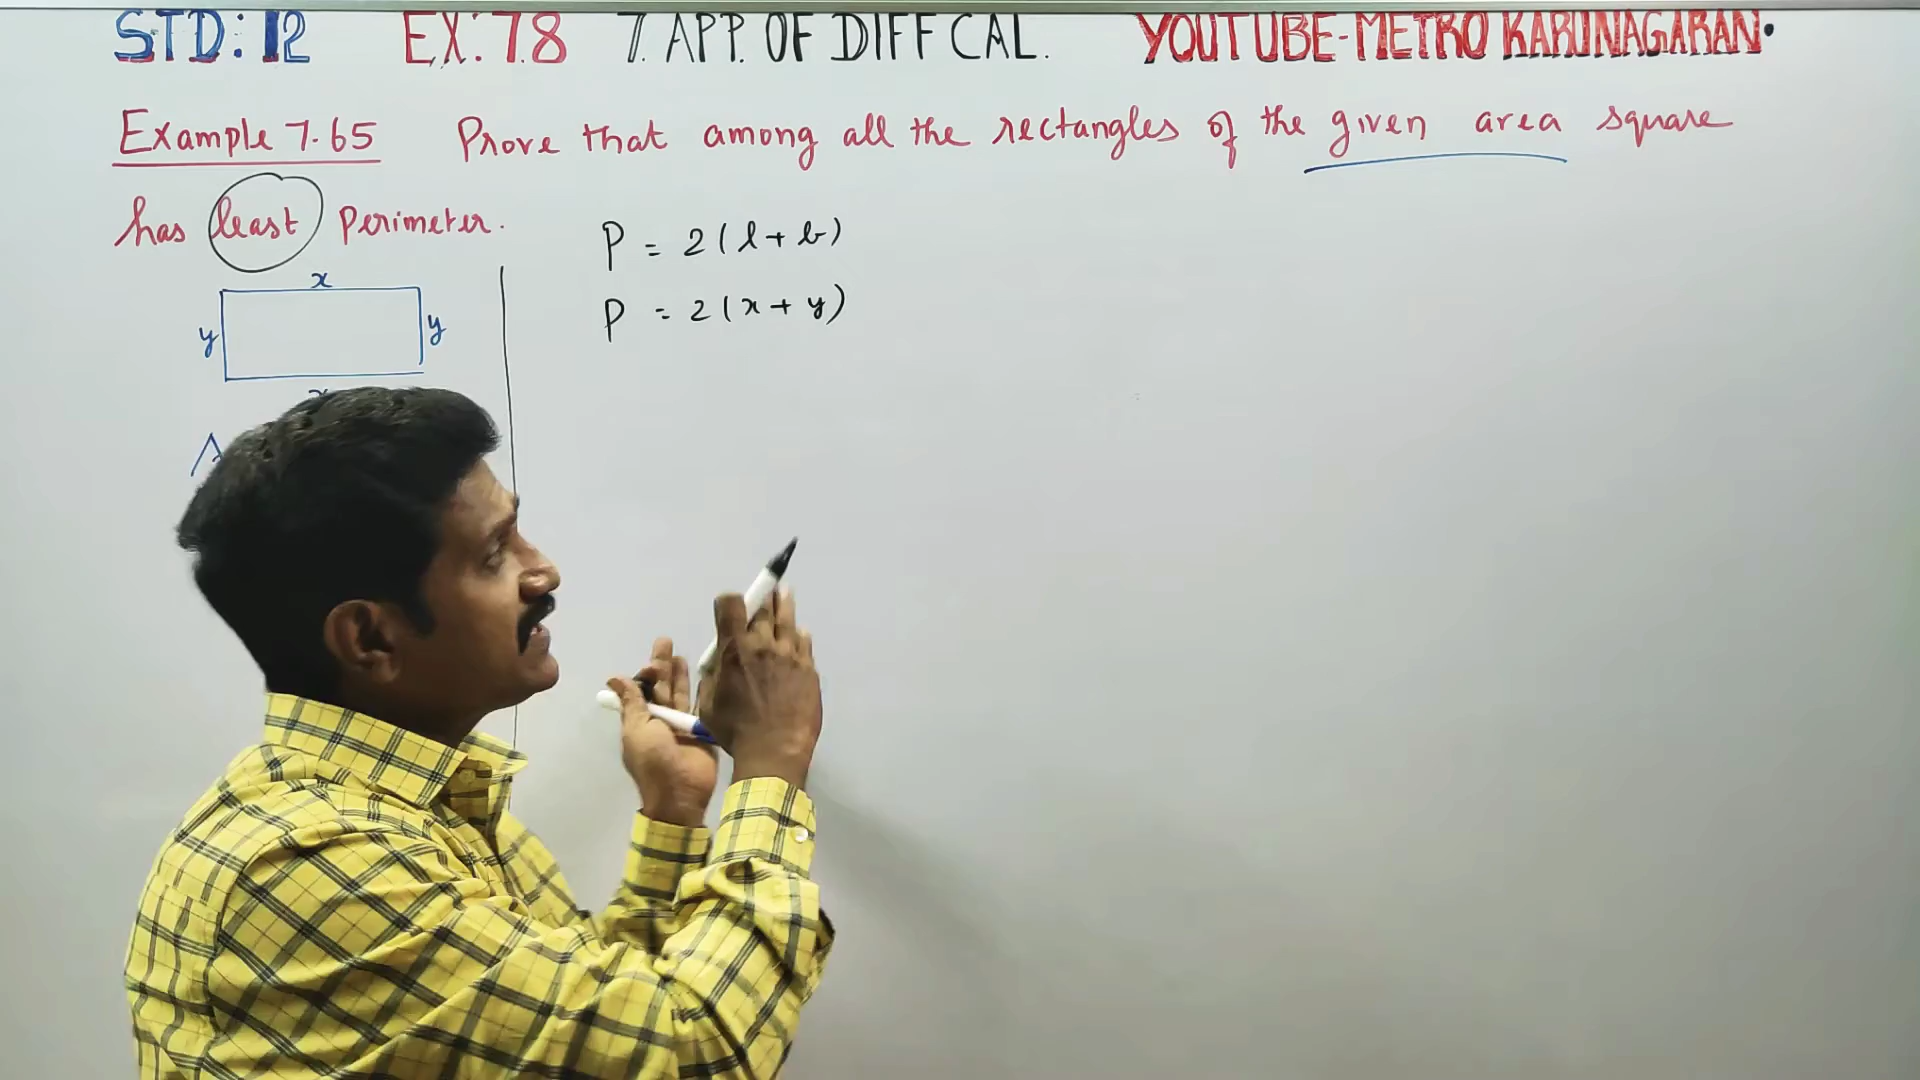 STD: 12 EX: 7.8 7. APP. OF DIFF CAL. YOUTUBE-METRO KARUNAGARAN.
Example 7.65 Prove that among all the rectangles of the given area square
has least perimeter.
P = 2(l+b)
x
P = 2(x+y)
y y
A